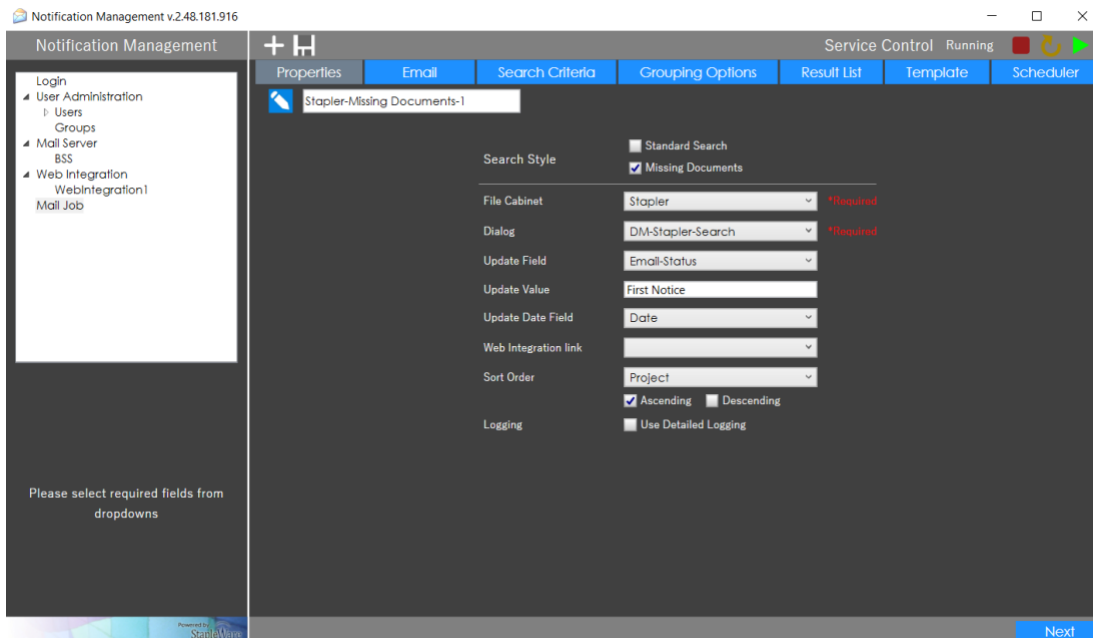 Notification Management v.2.48.181.916
Notification Management
Service Control Running
Login
User Administration
Users
Groups
Mail Server
BSS
Web Integration
WebIntegration1
Mail Job
Please select required fields from
dropdowns
Powered by
StapleWare
Properties Email Search Criteria Grouping Options Result List Template Scheduler
Stapler-Missing Documents-1
Search Style
Standard Search
Missing Documents
File Cabinet Stapler *Required
Dialog DM-Stapler-Search *Required
Update Field Email-Status
Update Value First Notice
Update Date Field Date
Web Integration link
Sort Order Project
Ascending Descending
Logging Use Detailed Logging
Next